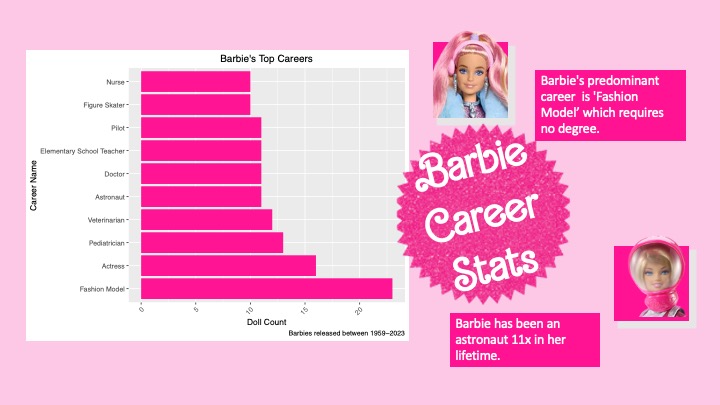 Barbie's Top Careers
Career Name
Nurse
Figure Skater
Pilot
Elementary School Teacher
Doctor
Astronaut
Veterinarian
Pediatrician
Actress
Fashion Model
0
5
10
15
20
Doll Count
Barbies released between 1959–2023
Barbie
Career
Stats
Barbie's predominant
career  is 'Fashion
Model’ which requires
no degree.
Barbie has been an
astronaut 11x in her
lifetime.